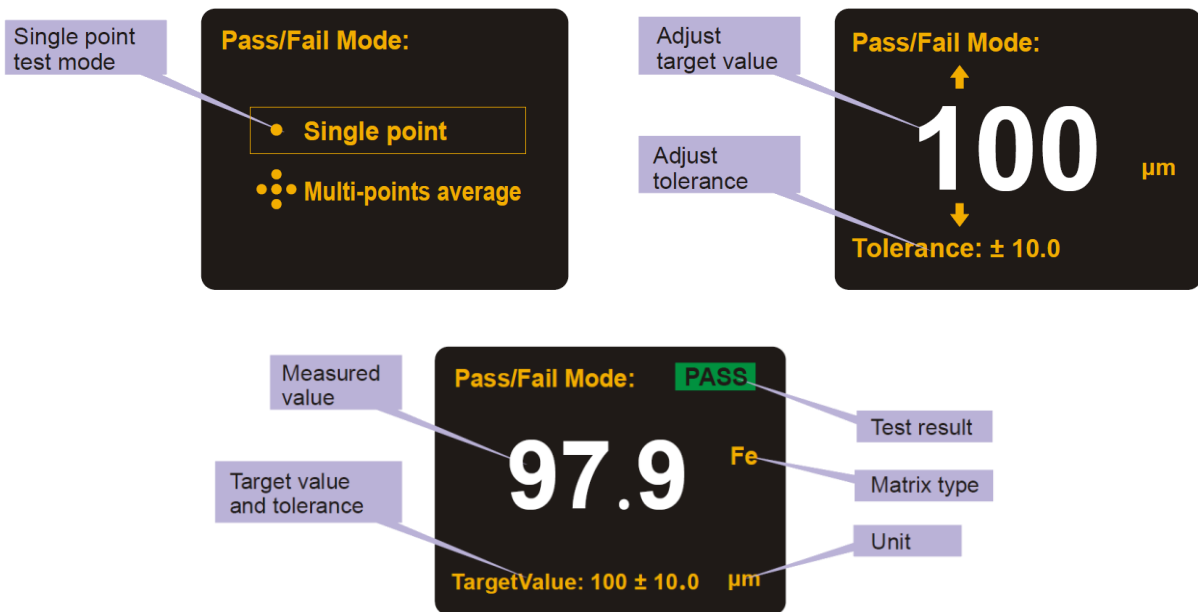 Single point
test mode
Pass/Fail Mode:
Single point
Multi-points average
Adjust
target value
Adjust
tolerance
Pass/Fail Mode:
100
µm
Tolerance: ± 10.0
Measured
value
Target value
and tolerance
Pass/Fail Mode: PASS
97.9 Fe
TargetValue: 100 ± 10.0 µm
Test result
Matrix type
Unit